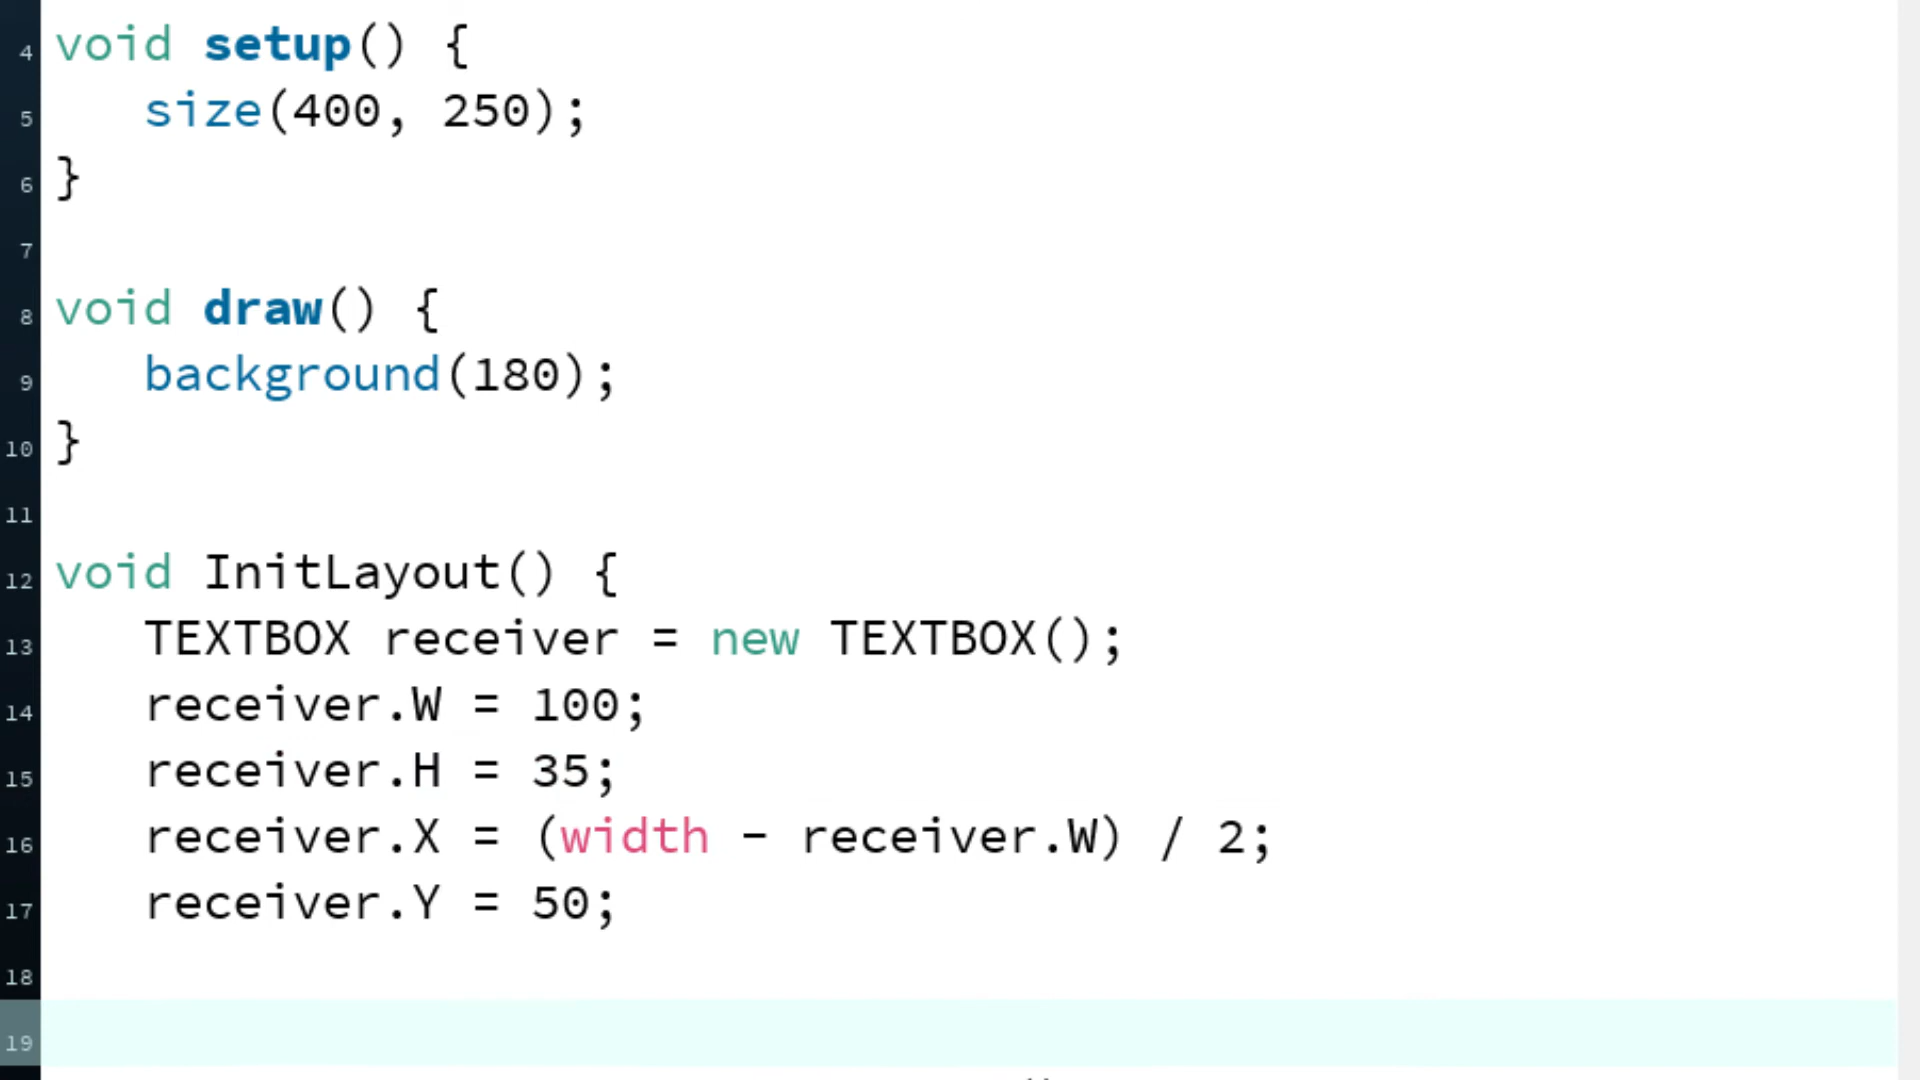 4 void setup() {
5    size(400, 250);
6 }
7
8 void draw() {
9    background(180);
10 }
11
12 void InitLayout() {
13    TEXTBOX receiver = new TEXTBOX();
14    receiver.W = 100;
15    receiver.H = 35;
16    receiver.X = (width - receiver.W) / 2;
17    receiver.Y = 50;
18
19